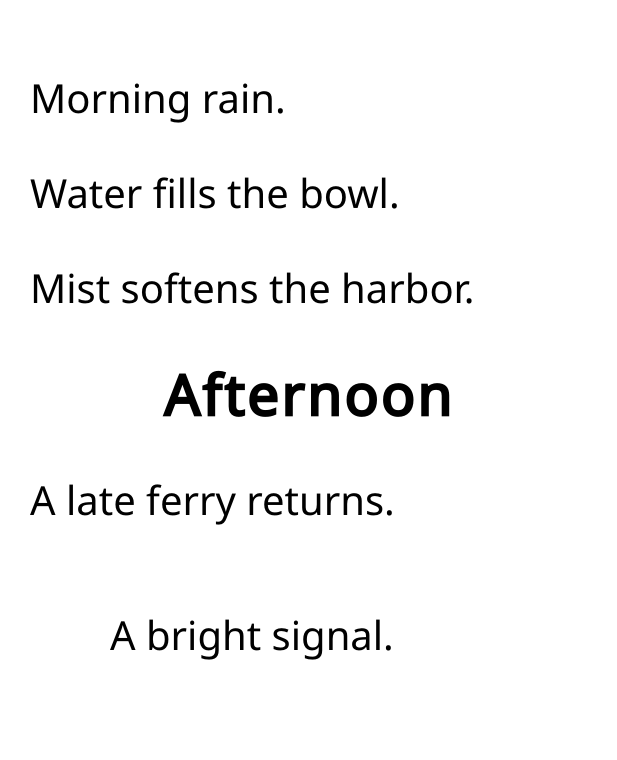 Morning rain.
Water fills the bowl.
Mist softens the harbor.
Afternoon
A late ferry returns.
A bright signal.